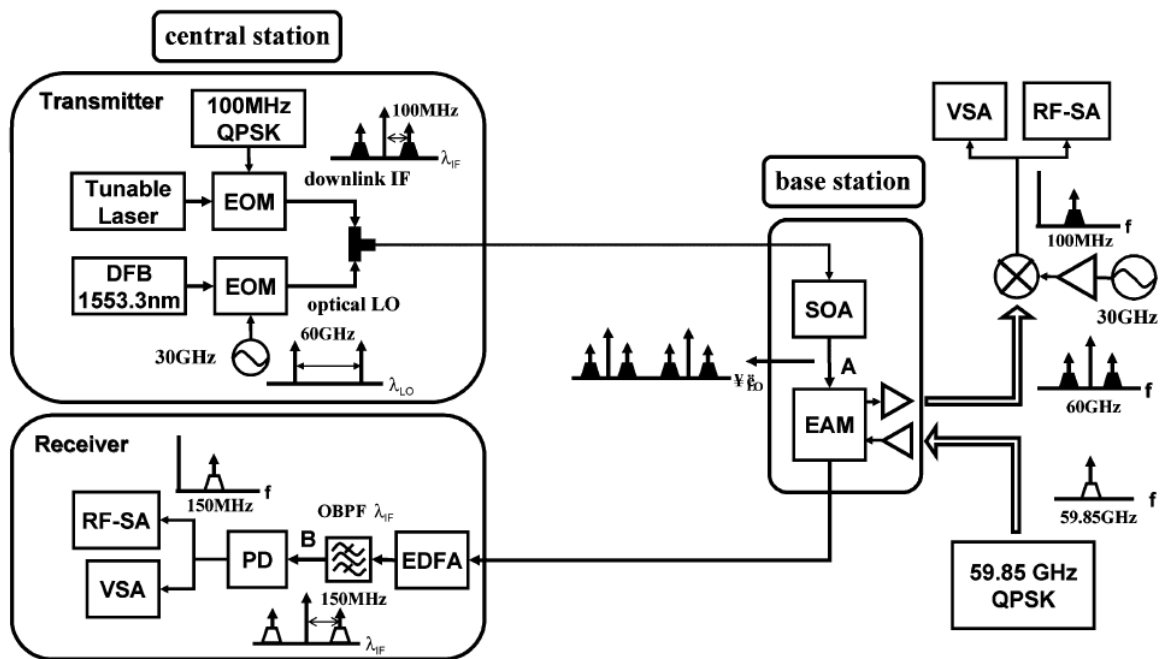 central station
Transmitter
100MHz
QPSK
100MHz
λIF
downlink IF
Tunable
Laser
EOM
DFB
1553.3nm
EOM
optical LO
60GHz
30GHz
λLO
Receiver
f
150MHz
RF-SA
VSA
PD
B
OBPF λIF
EDFA
150MHz
λIF
base station
SOA
A
EAM
VSA
RF-SA
f
100MHz
30GHz
f
60GHz
f
59.85GHz
59.85 GHz
QPSK